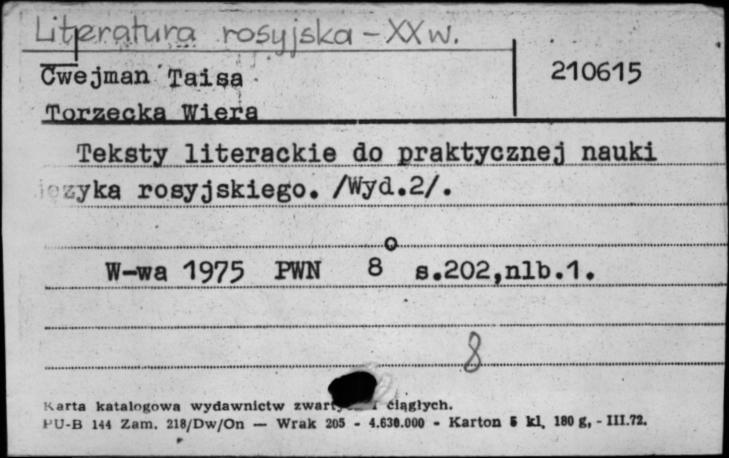 Literatura rosyjska - XX w.
Cwejman Taisa
210615
Torzecka Wiera
Teksty literackie do praktycznej nauki
języka rosyjskiego. /Wyd.2/.
W-wa 1975 PWN 8° s.202,nlb.1.
8
Karta katalogowa wydawnictw i ciągłych.
PU-B 144 Zam. 218/Dw/On — Wrak 205 - 4.630.000 - Karton 5 kl. 180 g, - III.72.